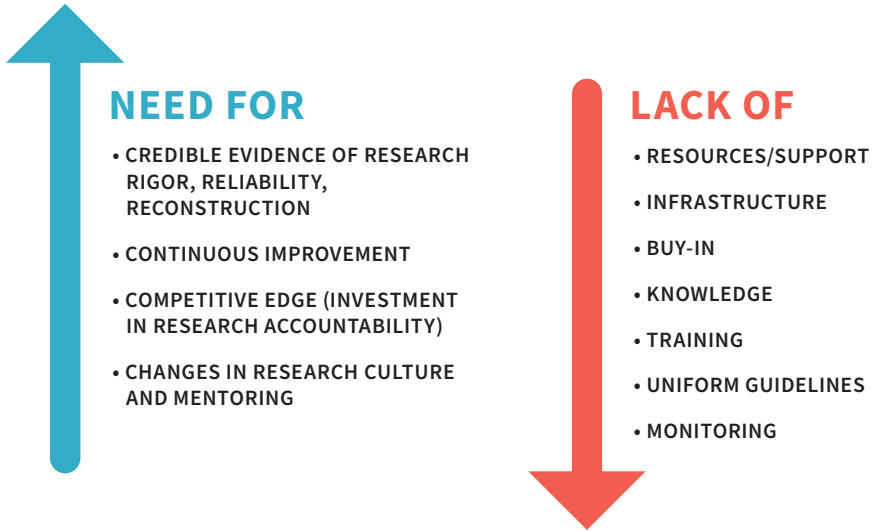 NEED FOR
• CREDIBLE EVIDENCE OF RESEARCH
RIGOR, RELIABILITY,
RECONSTRUCTION
• CONTINUOUS IMPROVEMENT
• COMPETITIVE EDGE (INVESTMENT
IN RESEARCH ACCOUNTABILITY)
• CHANGES IN RESEARCH CULTURE
AND MENTORING
LACK OF
• RESOURCES/SUPPORT
• INFRASTRUCTURE
• BUY-IN
• KNOWLEDGE
• TRAINING
• UNIFORM GUIDELINES
• MONITORING